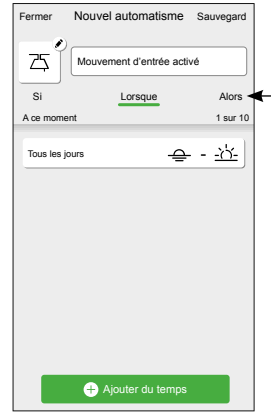 Fermer Nouvel automatisme Sauvegard
Mouvement d'entrée activé
Si Lorsque Alors
A ce moment 1 sur 10
Tous les jours -
Ajouter du temps